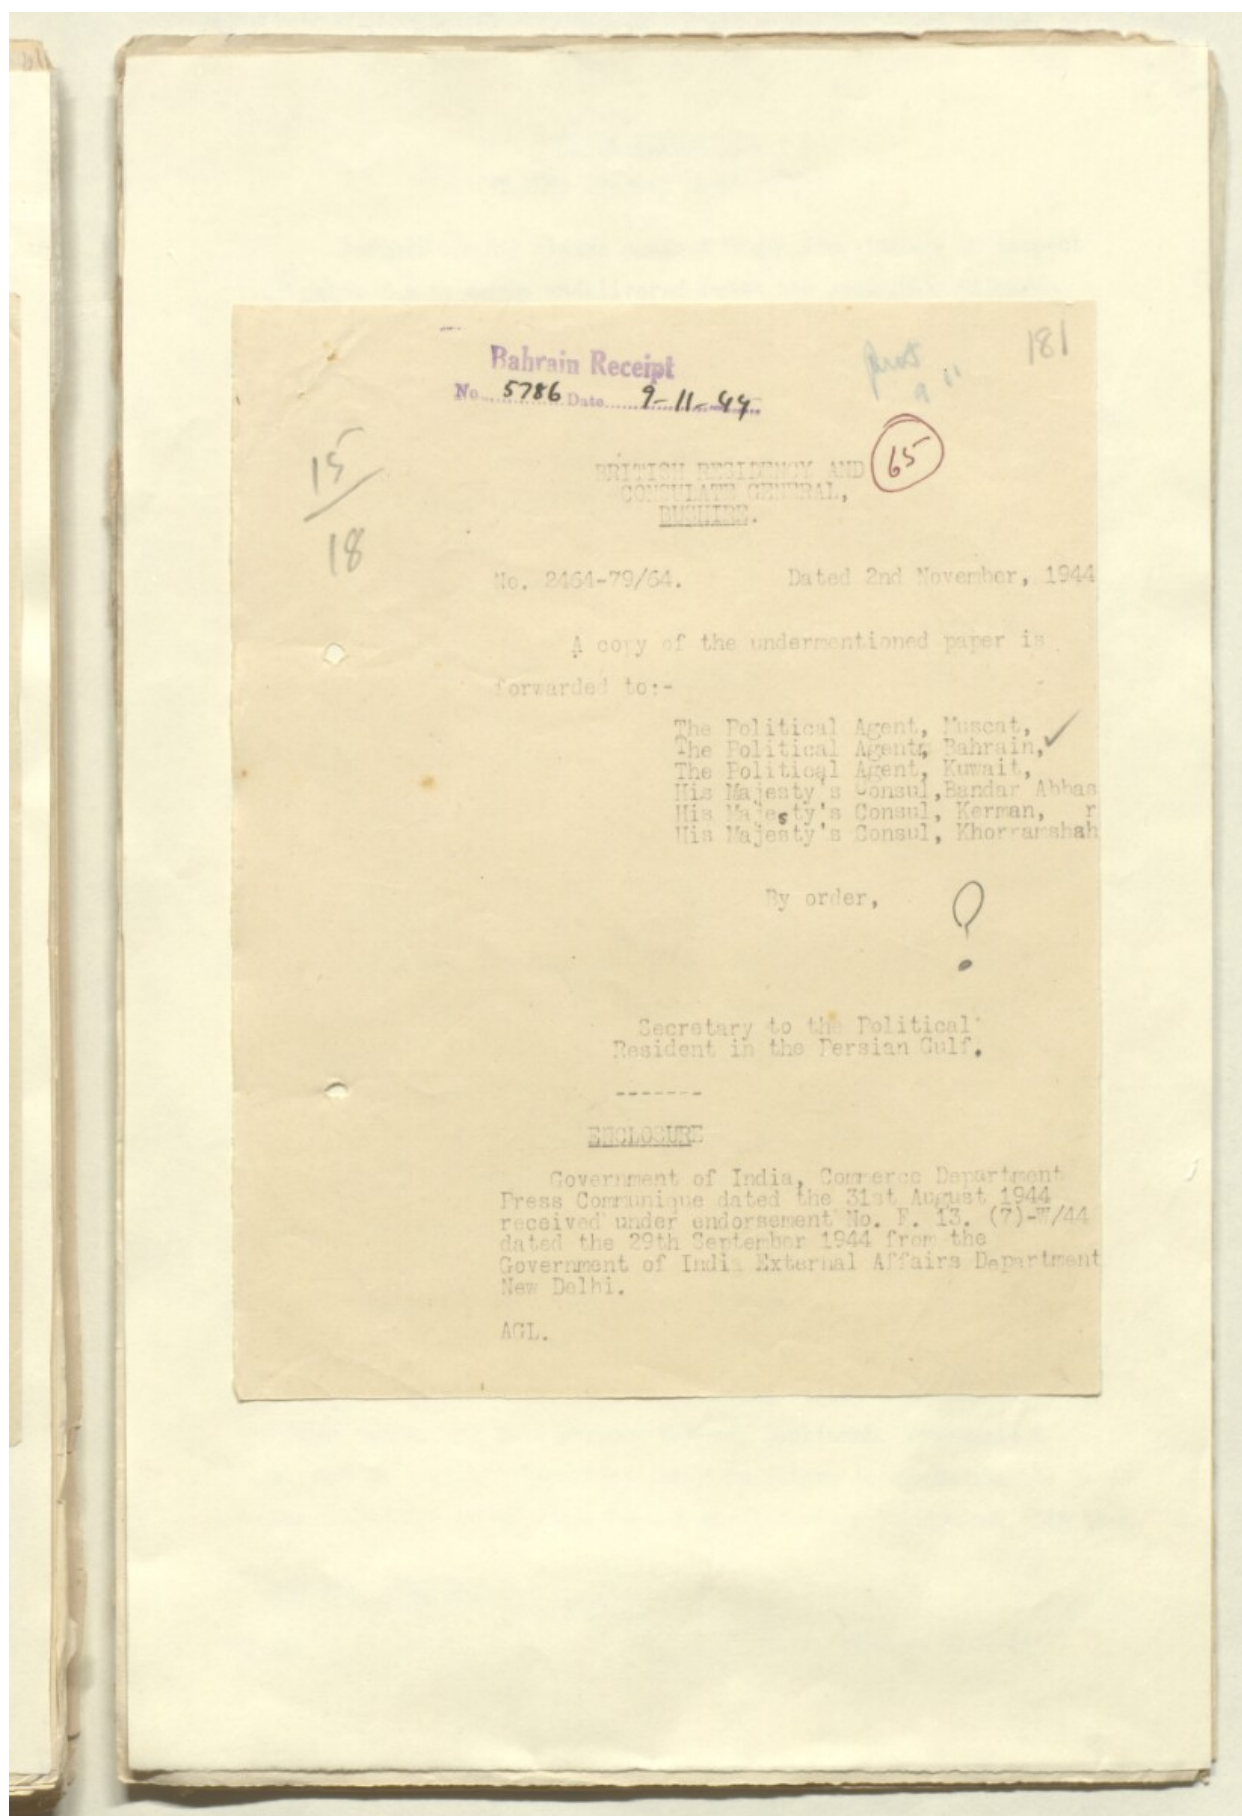 181
Bahrain Receipt
No. 5786 Date 9-11-44
65
15/18
BRITISH RESIDENCY AND
CONSULATE GENERAL,
BUSHIRE.
No. 2464-79/64. Dated 2nd November, 1944
A copy of the undermentioned paper is
forwarded to:-
The Political Agent, Muscat,
The Political Agent, Bahrain,
The Political Agent, Kuwait,
His Majesty's Consul, Bandar Abbas
His Majesty's Consul, Kerman, r
His Majesty's Consul, Khorramshah
By order,
?
Secretary to the Political
Resident in the Persian Gulf.
-------
ENCLOSURE
Government of India, Commerce Department
Press Communique dated the 31st August 1944
received under endorsement No. F. 13. (7)-W/44
dated the 29th September 1944 from the
Government of India External Affairs Department
New Delhi.
AGL.